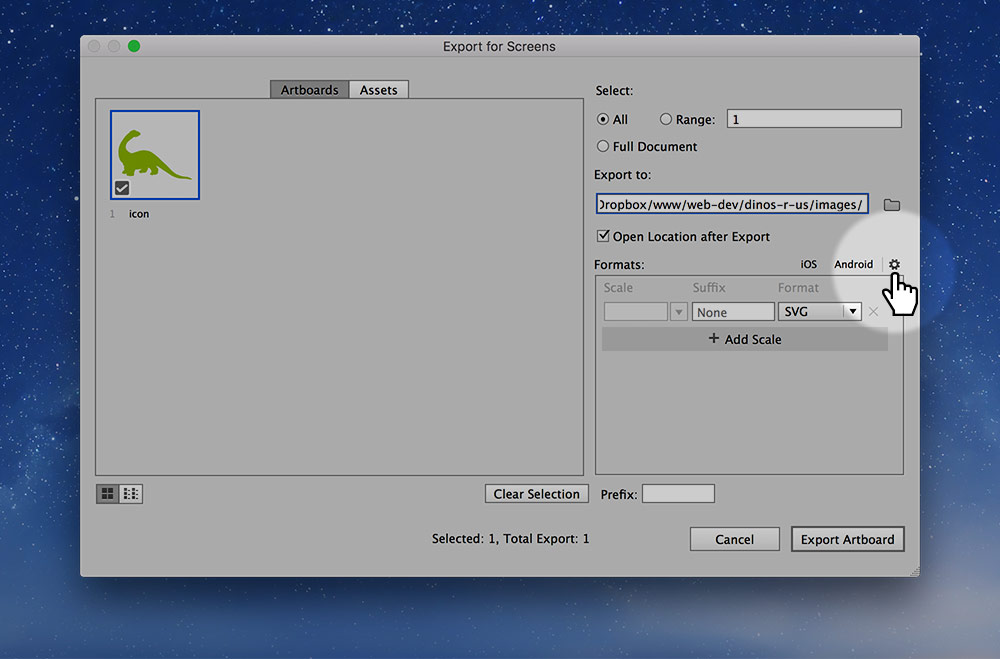 Export for Screens
Artboards Assets
1 icon
Select:
All Range: 1
Full Document
Export to:
Dropbox/www/web-dev/dinos-r-us/images/
Open Location after Export
Formats: iOS Android
Scale Suffix Format
None SVG
+ Add Scale
Clear Selection Prefix:
Selected: 1, Total Export: 1
Cancel Export Artboard